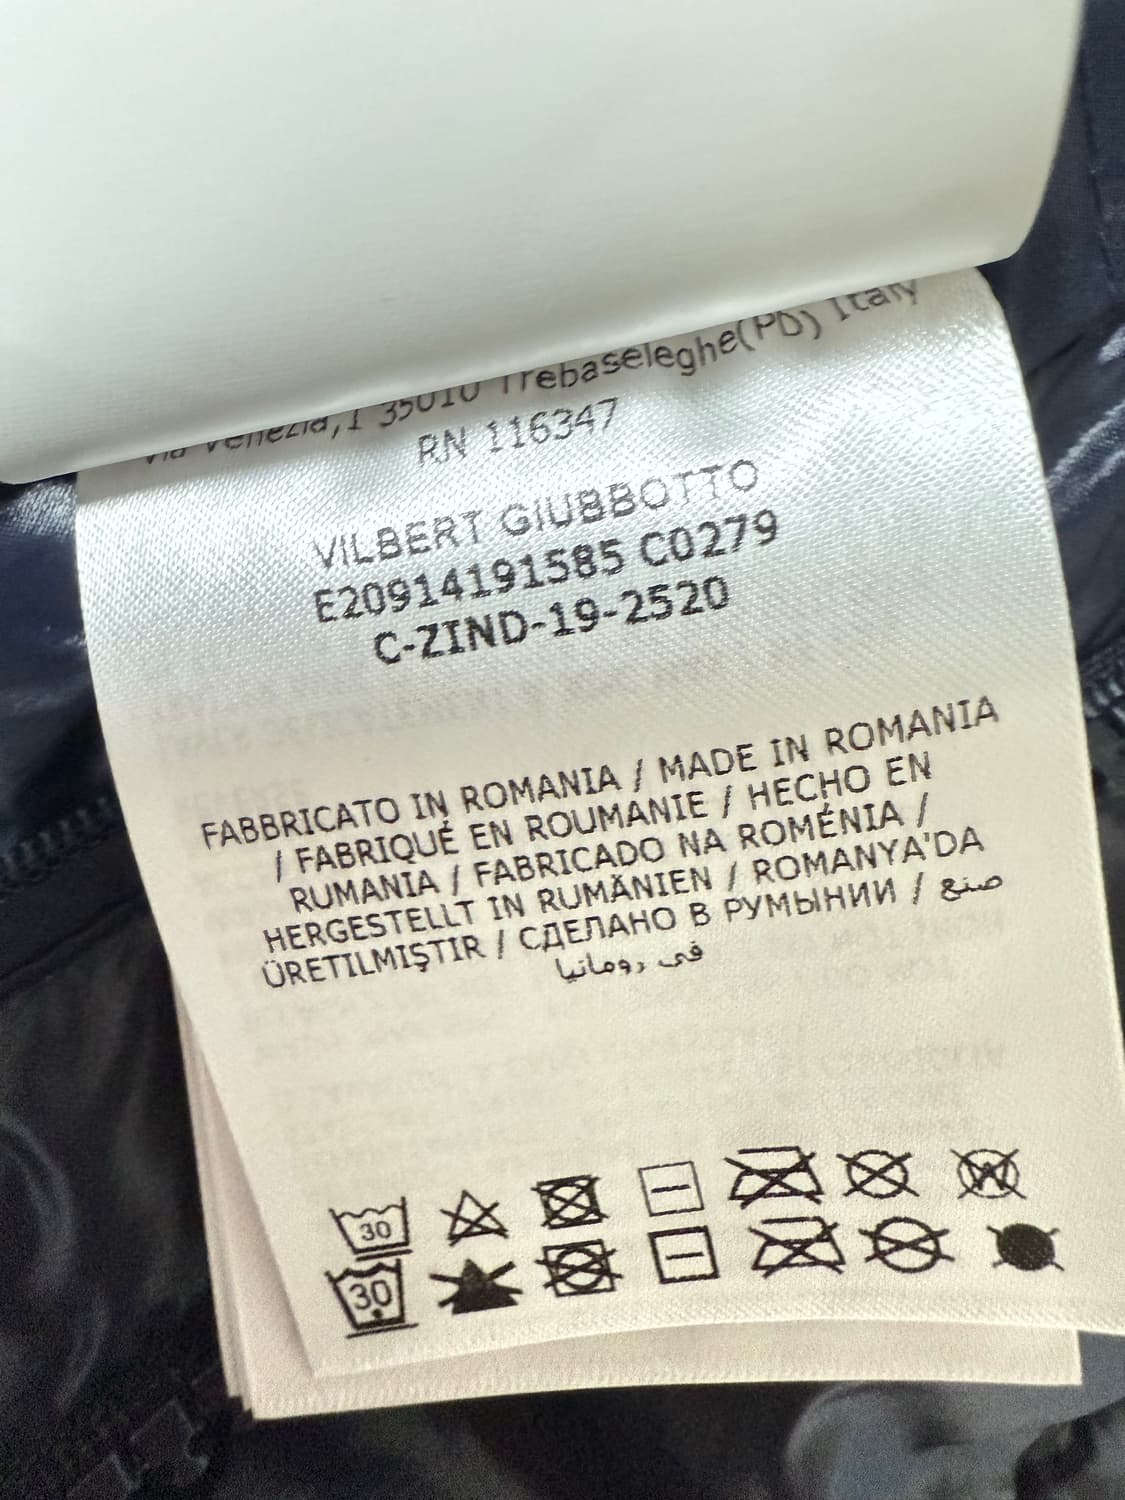 Via Venezia,1 35010 Trebaseleghe(PD) Italy
RN 116347
VILBERT GIUBBOTTO
E20914191585 C0279
C-ZIND-19-2520
FABBRICATO IN ROMANIA / MADE IN ROMANIA
/ FABRIQUÉ EN ROUMANIE / HECHO EN
RUMANIA / FABRICADO NA ROMÉNIA /
HERGESTELLT IN RUMÄNIEN / ROMANYA'DA
ÜRETILMIŞTIR / СДЕЛАНО В РУМЫНИИ / صنع
في رومانيا
30
W
30